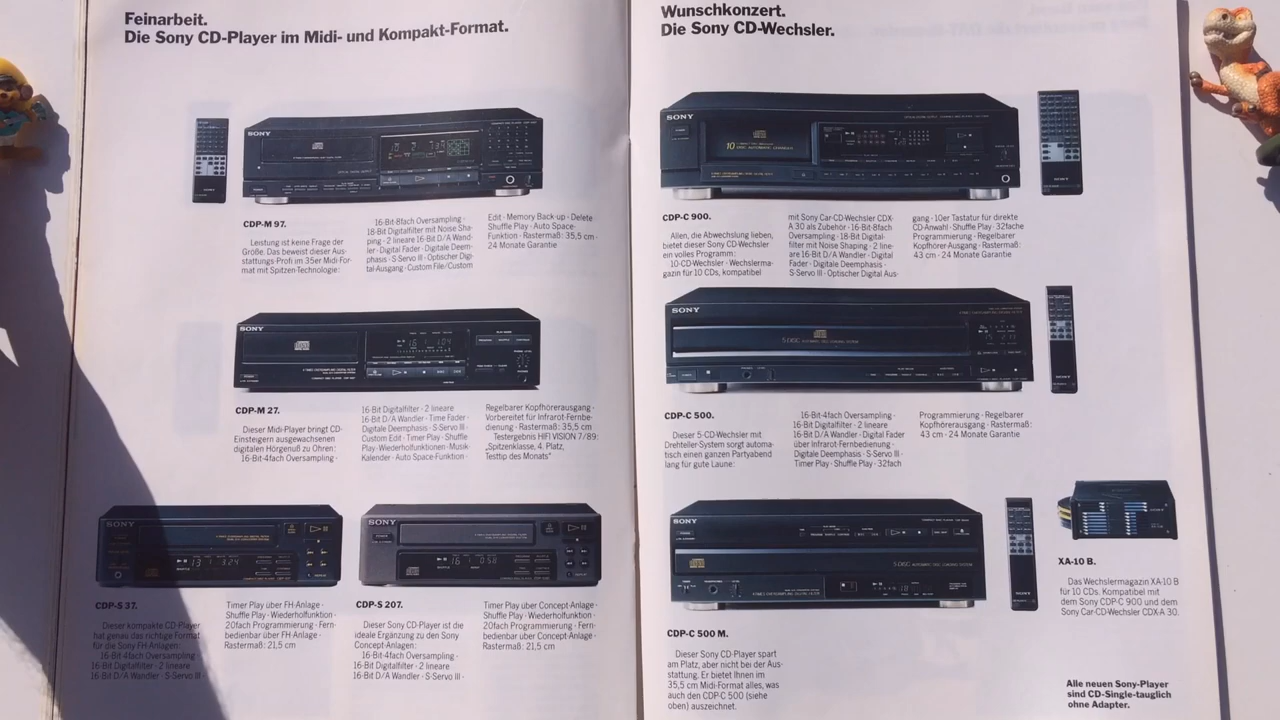 Feinarbeit.
Die Sony CD-Player im Midi- und Kompakt-Format.
SONY
CDP-M 97.
Leistung ist keine Frage der
Größe. Das beweist dieser Aus-
stattungs-Profi im 35er Midi-For-
mat mit Spitzen-Technologie:
16-Bit-8fach Oversampling ·
18-Bit Digitalfilter mit Noise Sha-
ping · 2 lineare 16-Bit D/A Wand-
ler · Digital Fader · Digitale Deem-
phasis · S-Servo III · Optischer Digi-
tal-Ausgang · Custom File/Custom
Edit · Memory Back-up · Delete
Shuffle Play · Auto Space-
Funktion · Rastermaß: 35,5 cm ·
24 Monate Garantie
SONY
CDP-M 27.
Dieser Midi-Player bringt CD-
Einsteigern ausgewachsenen
digitalen Hörgenuß zu Ohren:
16-Bit-4fach Oversampling ·
16-Bit Digitalfilter · 2 lineare
16-Bit D/A Wandler · Time Fader ·
Digitale Deemphasis · S-Servo III ·
Custom Edit · Timer Play · Shuffle
Play · Wiederholfunktionen · Musik-
Kalender · Auto Space-Funktion ·
Regelbarer Kopfhörerausgang ·
Vorbereitet für Infrarot-Fernbe-
dienung · Rastermaß: 35,5 cm
Testergebnis HIFI VISION 7/89:
„Spitzenklasse, 4. Platz,
Testtip des Monats“
SONY
CDP-S 37.
Dieser kompakte CD-Player
hat genau das richtige Format
für die Sony FH-Anlagen:
16-Bit-4fach Oversampling ·
16-Bit Digitalfilter · 2 lineare
16-Bit D/A Wandler · S-Servo III ·
Timer Play über FH-Anlage ·
Shuffle Play · Wiederholfunktion ·
20fach Programmierung · Fern-
bedienbar über FH-Anlage ·
Rastermaß: 21,5 cm
SONY
CDP-S 207.
Dieser Sony CD-Player ist die
ideale Ergänzung zu den Sony
Concept-Anlagen:
16-Bit-4fach Oversampling ·
16-Bit Digitalfilter · 2 lineare
16-Bit D/A Wandler · S-Servo III ·
Timer Play über Concept-Anlage ·
Shuffle Play · Wiederholfunktion ·
20fach Programmierung · Fern-
bedienbar über Concept-Anlage ·
Rastermaß: 21,5 cm
Wunschkonzert.
Die Sony CD-Wechsler.
SONY
10
DISC AUTOMATIC CHANGER
CDP-C 900.
Allen, die Abwechslung lieben,
bietet dieser Sony CD-Wechsler
ein volles Programm:
10-CD-Wechsler · Wechslerma-
gazin für 10 CDs, kompatibel
mit Sony Car-CD-Wechsler CDX-
A 30 als Zubehör · 16-Bit-8fach
Oversampling · 18-Bit Digital-
filter mit Noise Shaping · 2 line-
are 16-Bit D/A Wandler · Digital
Fader · Digitale Deemphasis ·
S-Servo III · Optischer Digital Aus-
gang · 10er Tastatur für direkte
CD-Anwahl · Shuffle Play · 32fache
Programmierung · Regelbarer
Kopfhörer-Ausgang · Rastermaß:
43 cm · 24 Monate Garantie
SONY
CDP-C 500.
Dieser 5-CD-Wechsler mit
Drehteller-System sorgt automa-
tisch einen ganzen Partyabend
lang für gute Laune:
16-Bit-4fach Oversampling ·
16-Bit Digitalfilter · 2 lineare
16-Bit D/A Wandler · Digital Fader
über Infrarot-Fernbedienung ·
Digitale Deemphasis · S-Servo III ·
Timer Play · Shuffle Play · 32fach
Programmierung · Regelbarer
Kopfhörerausgang · Rastermaß:
43 cm · 24 Monate Garantie
SONY
CDP-C 500 M.
Dieser Sony CD-Player spart
am Platz, aber nicht bei der Aus-
stattung. Er bietet Ihnen im
35,5 cm Midi-Format alles, was
auch den CDP-C 500 (siehe
oben) auszeichnet.
XA-10 B.
Das Wechslermagazin XA-10 B
für 10 CDs. Kompatibel mit
dem Sony CDP-C 900 und dem
Sony Car-CD-Wechsler CDX-A 30.
Alle neuen Sony-Player
sind CD-Single-tauglich
ohne Adapter.